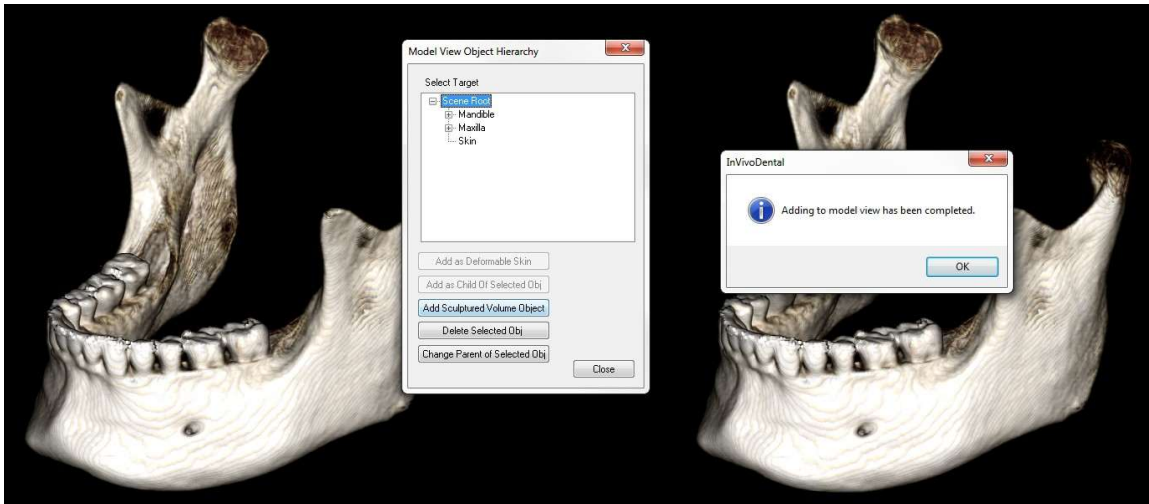 Model View Object Hierarchy
Select Target
Scene Root
Mandible
Maxilla
Skin
Add as Deformable Skin
Add as Child Of Selected Obj
Add Sculptured Volume Object
Delete Selected Obj
Change Parent of Selected Obj
Close
InVivoDental
Adding to model view has been completed.
OK